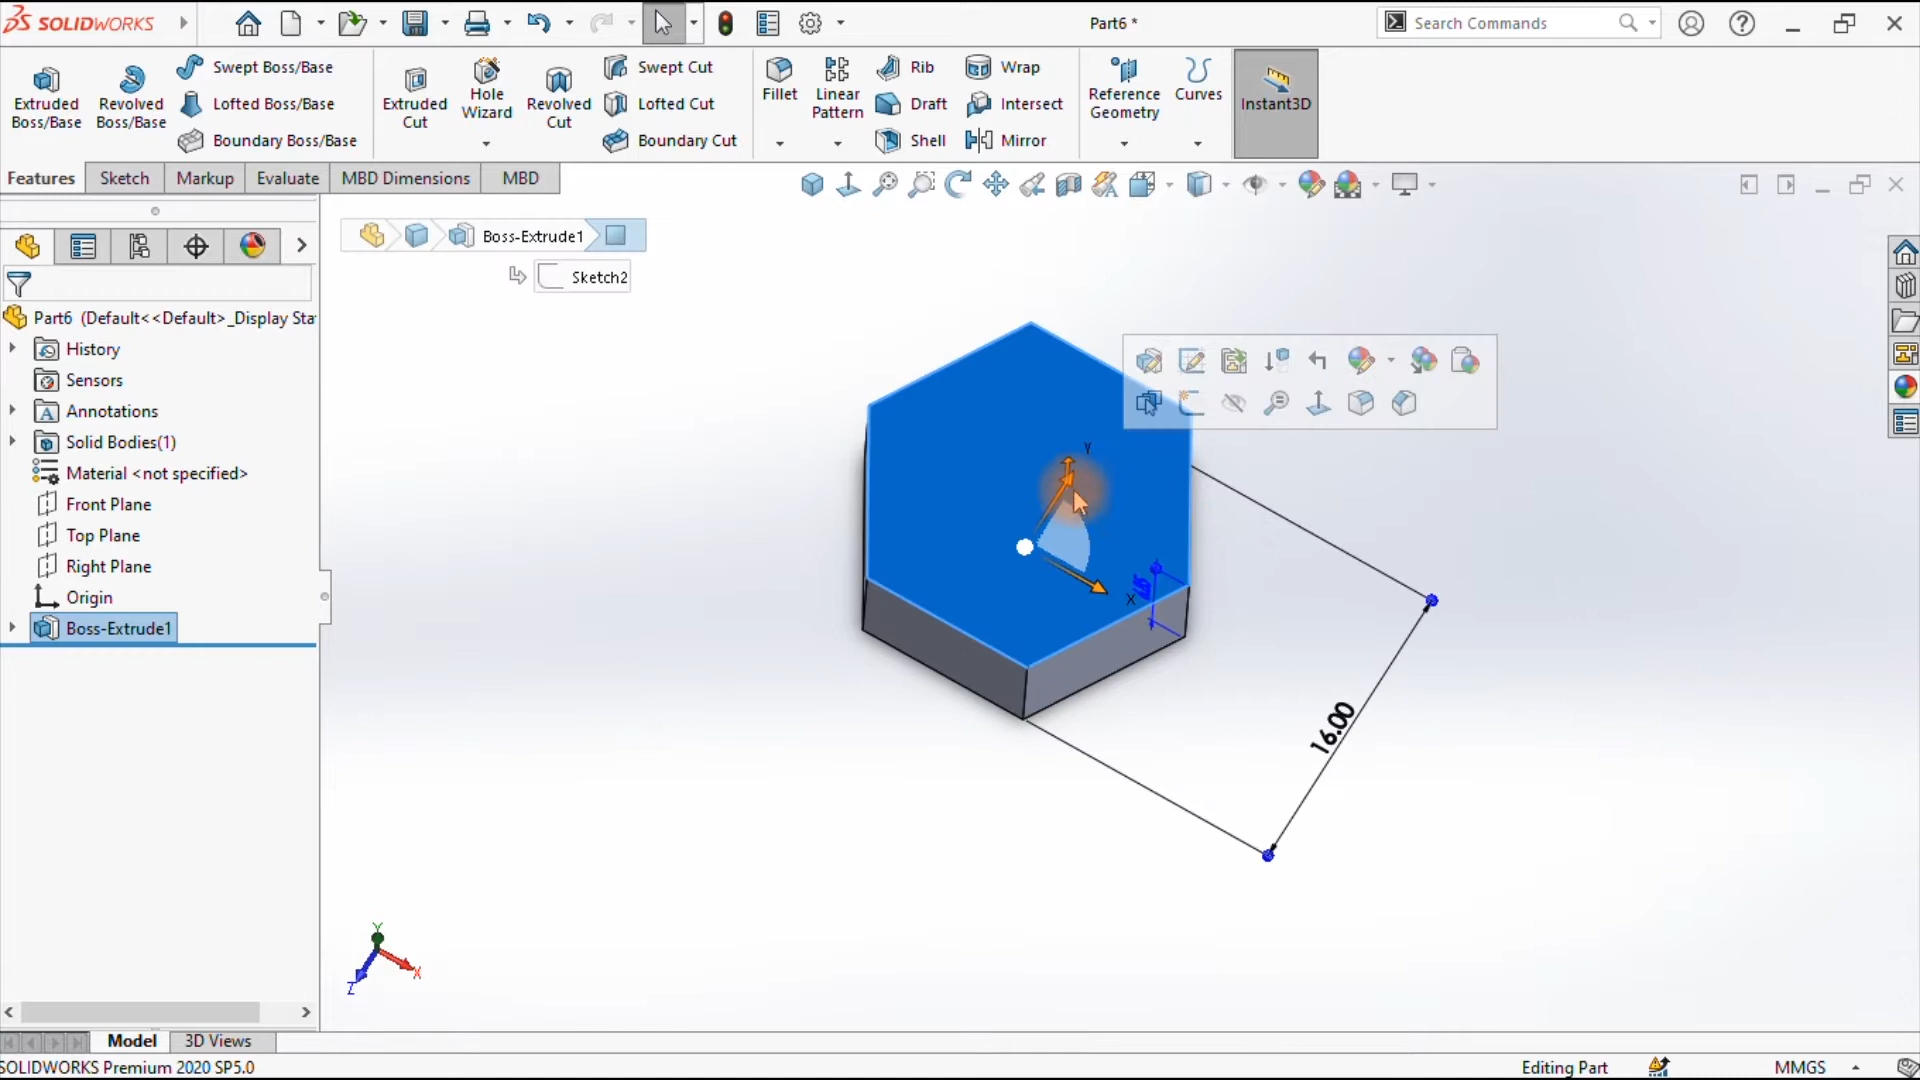 SOLIDWORKS
Part6 *
Search Commands
Extruded Boss/Base
Revolved Boss/Base
Swept Boss/Base
Lofted Boss/Base
Boundary Boss/Base
Extruded Cut
Hole Wizard
Revolved Cut
Swept Cut
Lofted Cut
Boundary Cut
Fillet
Linear Pattern
Rib
Draft
Shell
Wrap
Intersect
Mirror
Reference Geometry
Curves
Instant3D
Features
Sketch
Markup
Evaluate
MBD Dimensions
MBD
Boss-Extrude1
Sketch2
Part6 (Default<<Default>_Display Sta
History
Sensors
Annotations
Solid Bodies(1)
Material <not specified>
Front Plane
Top Plane
Right Plane
Origin
Boss-Extrude1
Y
X
16.00
Y
X
Z
Model
3D Views
SOLIDWORKS Premium 2020 SP5.0
Editing Part
MMGS